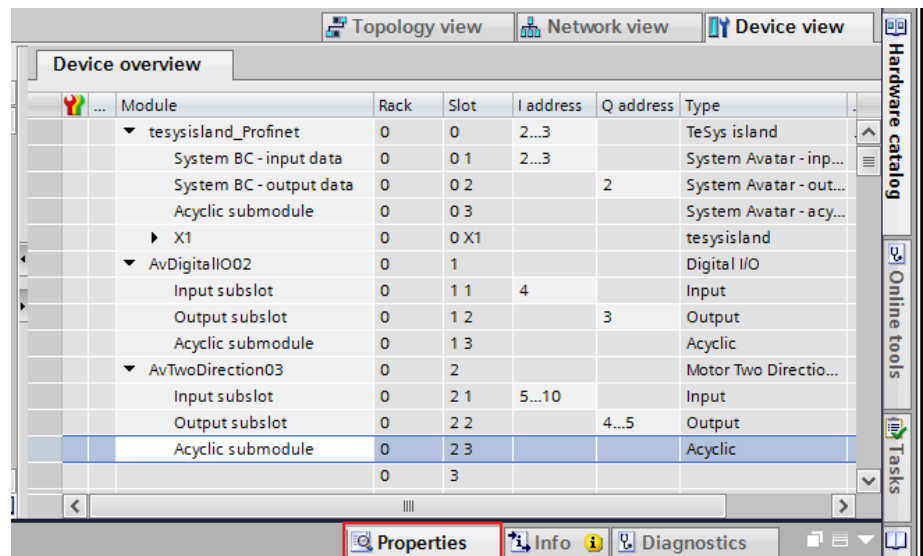 Topology view Network view Device view
Device overview
... Module Rack Slot I address Q address Type ...
tesysisland_Profinet 0 0 2...3 TeSys island
System BC - input data 0 0 1 2...3 System Avatar - inp...
System BC - output data 0 0 2 2 System Avatar - out...
Acyclic submodule 0 0 3 System Avatar - acy...
X1 0 0 X1 tesysisland
AvDigitalIO02 0 1 Digital I/O
Input subslot 0 1 1 4 Input
Output subslot 0 1 2 3 Output
Acyclic submodule 0 1 3 Acyclic
AvTwoDirection03 0 2 Motor Two Directio...
Input subslot 0 2 1 5...10 Input
Output subslot 0 2 2 4...5 Output
Acyclic submodule 0 2 3 Acyclic
0 3
Properties Info Diagnostics
Hardware catalog
Online tools
Tasks